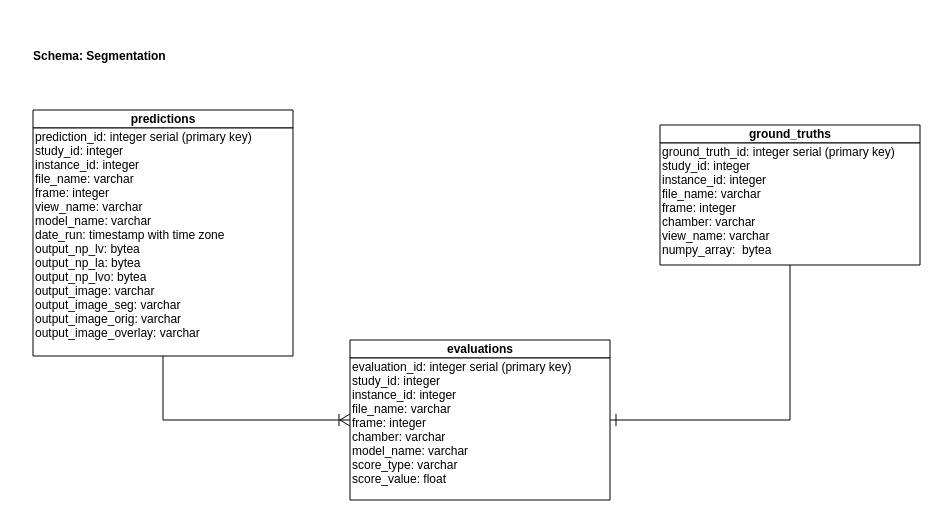 Schema: Segmentation
predictions
prediction_id: integer serial (primary key)
study_id: integer
instance_id: integer
file_name: varchar
frame: integer
view_name: varchar
model_name: varchar
date_run: timestamp with time zone
output_np_lv: bytea
output_np_la: bytea
output_np_lvo: bytea
output_image: varchar
output_image_seg: varchar
output_image_orig: varchar
output_image_overlay: varchar
ground_truths
ground_truth_id: integer serial (primary key)
study_id: integer
instance_id: integer
file_name: varchar
frame: integer
chamber: varchar
view_name: varchar
numpy_array:  bytea
evaluations
evaluation_id: integer serial (primary key)
study_id: integer
instance_id: integer
file_name: varchar
frame: integer
chamber: varchar
model_name: varchar
score_type: varchar
score_value: float